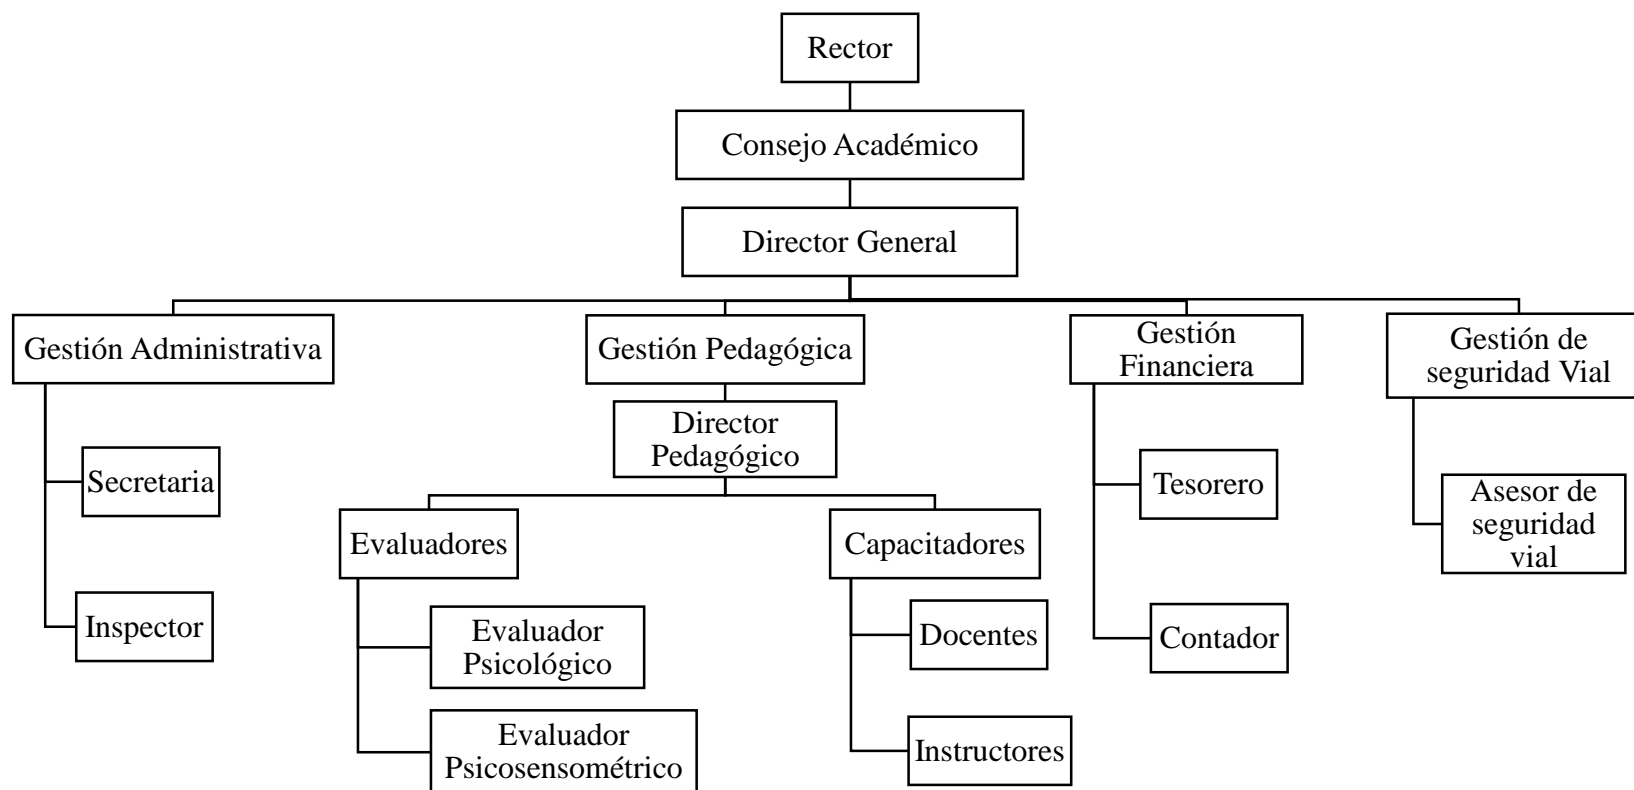 Rector
Consejo Académico
Director General
Gestión Administrativa
Gestión Pedagógica
Gestión
Financiera
Gestión de
seguridad Vial
Director
Pedagógico
Secretaria
Tesorero
Asesor de
seguridad
vial
Evaluadores
Capacitadores
Inspector
Evaluador
Psicológico
Docentes
Contador
Evaluador
Psicosensométrico
Instructores